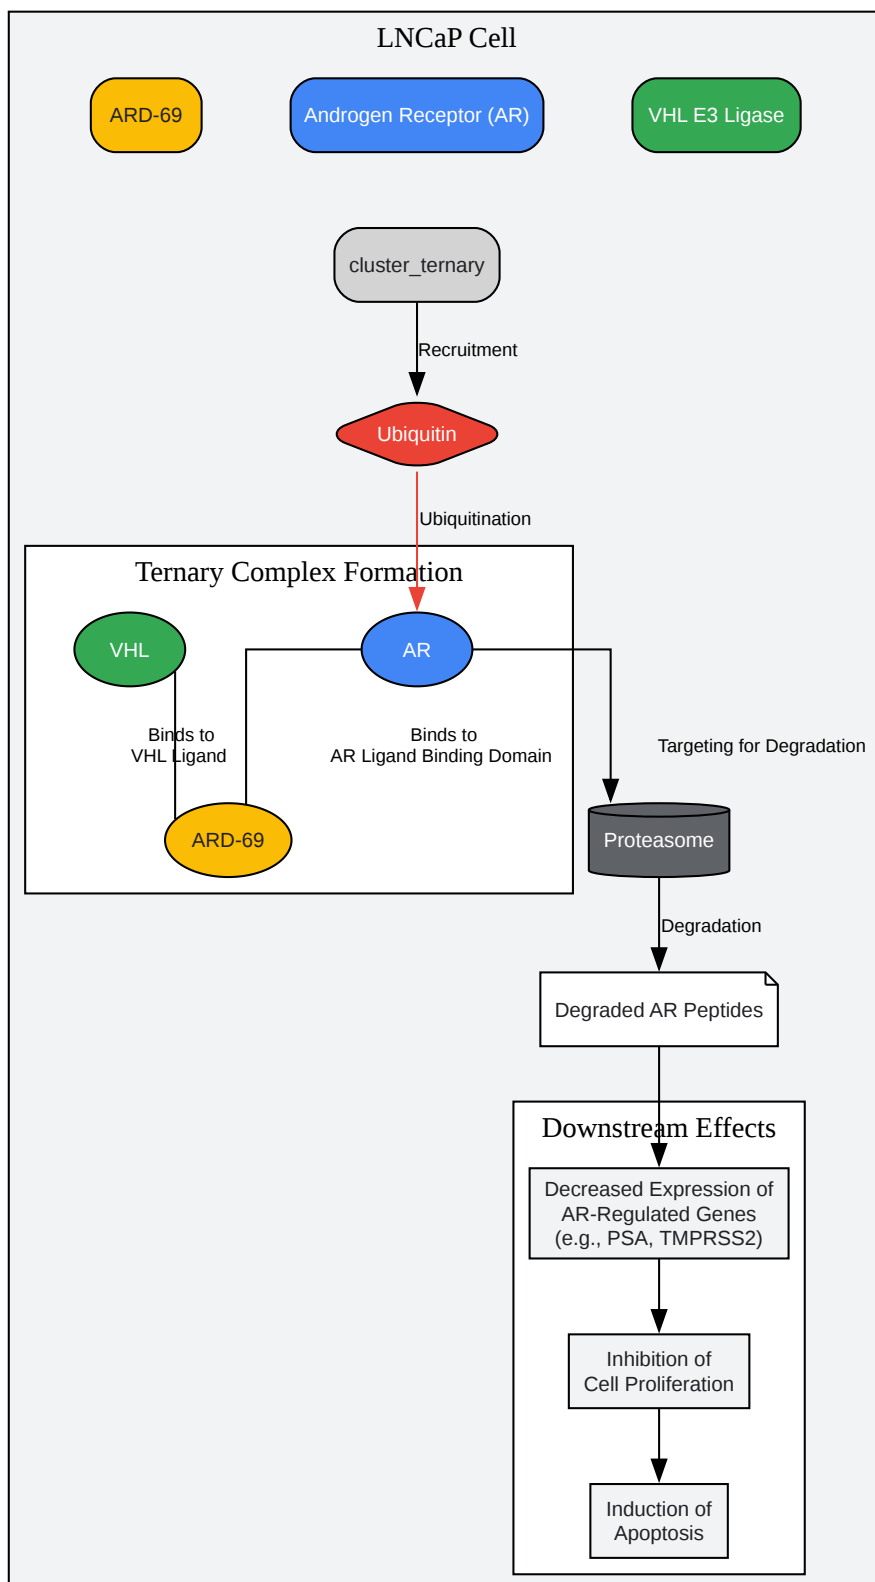 LNCaP Cell
ARD-69
Androgen Receptor (AR)
VHL E3 Ligase
cluster_ternary
Recruitment
Ubiquitin
Ubiquitination
Ternary Complex Formation
VHL
AR
Binds to
VHL Ligand
Binds to
AR Ligand Binding Domain
Targeting for Degradation
ARD-69
Proteasome
Degradation
Degraded AR Peptides
Downstream Effects
Decreased Expression of
AR-Regulated Genes
(e.g., PSA, TMPRSS2)
Inhibition of
Cell Proliferation
Induction of
Apoptosis